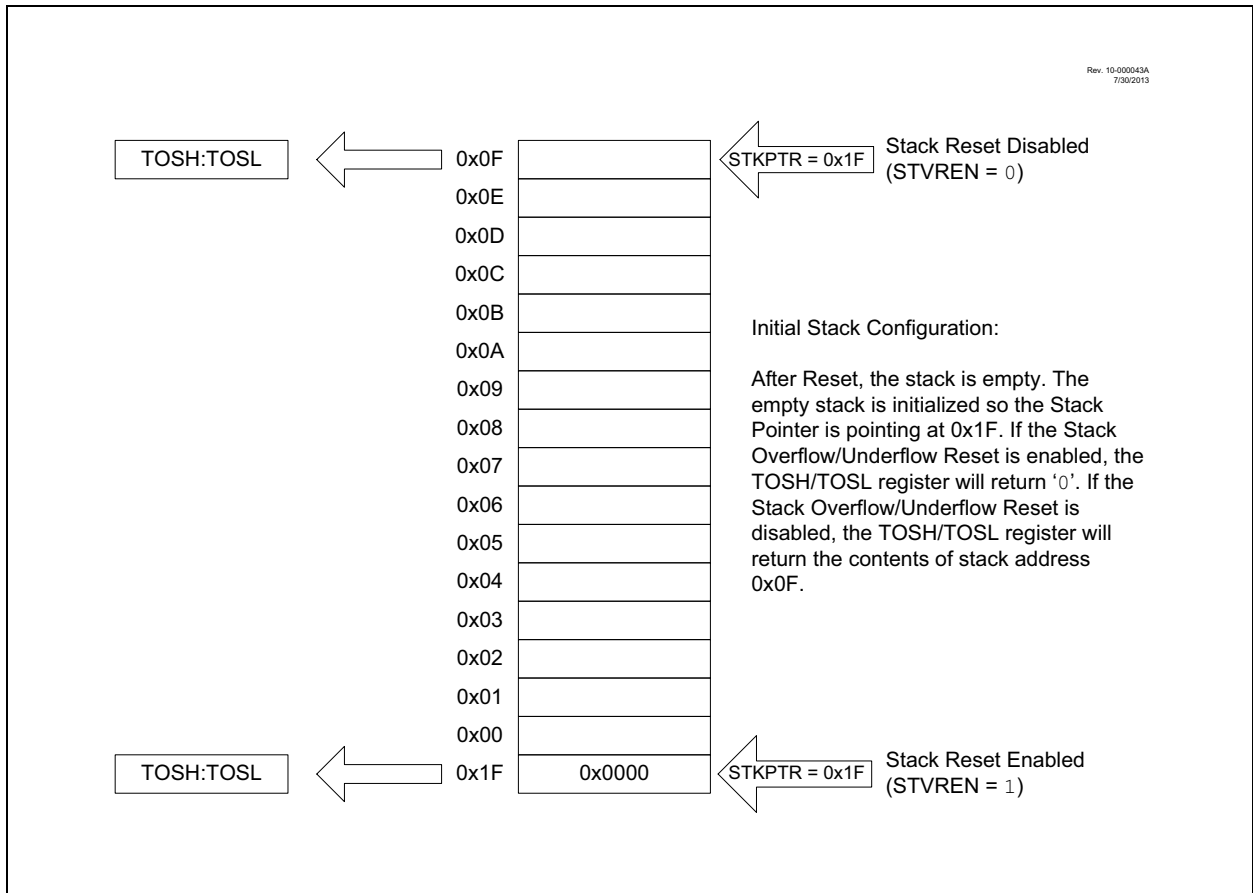 Rev. 10-000043A
7/30/2013
TOSH:TOSL
0x0F
STKPTR = 0x1F
Stack Reset Disabled
(STVREN = 0)
0x0E
0x0D
0x0C
0x0B
0x0A
0x09
0x08
0x07
0x06
0x05
0x04
0x03
0x02
0x01
0x00
Initial Stack Configuration:
After Reset, the stack is empty. The
empty stack is initialized so the Stack
Pointer is pointing at 0x1F. If the Stack
Overflow/Underflow Reset is enabled, the
TOSH/TOSL register will return ‘0’. If the
Stack Overflow/Underflow Reset is
disabled, the TOSH/TOSL register will
return the contents of stack address
0x0F.
TOSH:TOSL
0x1F
0x0000
STKPTR = 0x1F
Stack Reset Enabled
(STVREN = 1)